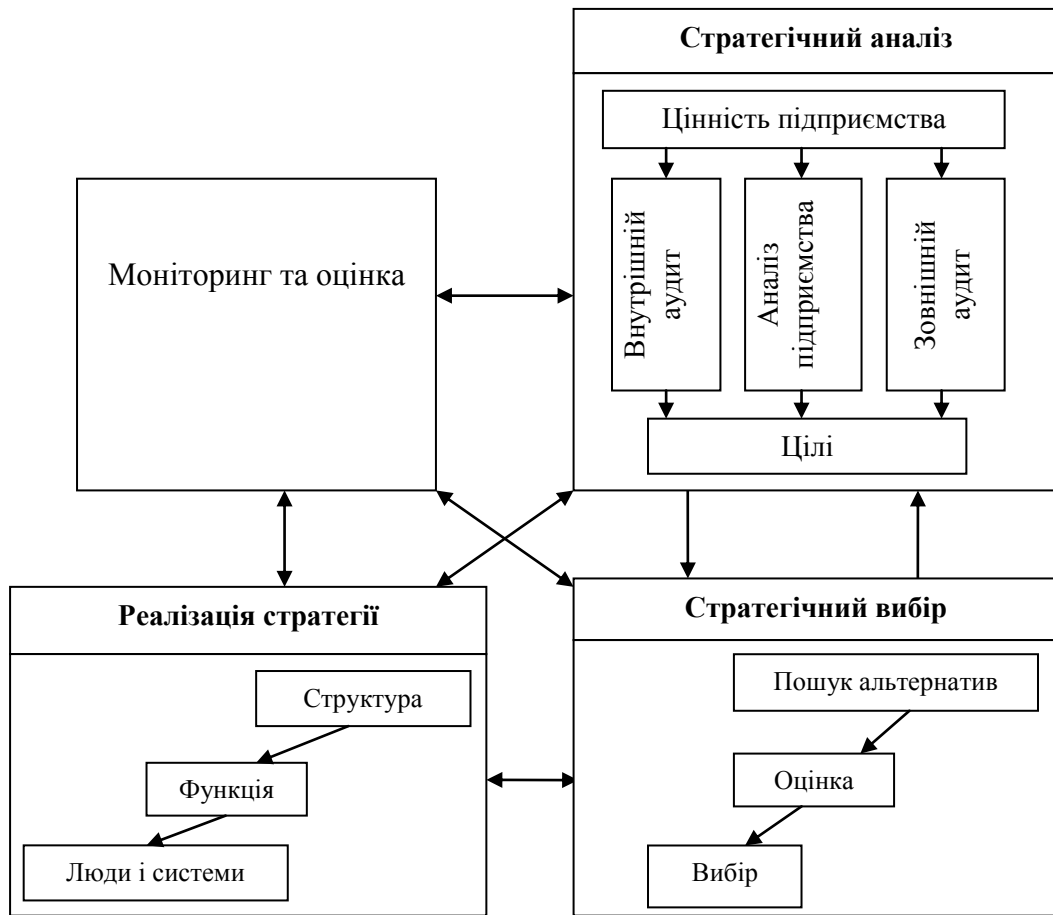 Стратегічний аналіз
Цінність підприємства
Внутрішній
аудит
Аналіз
підприємства
Зовнішній
аудит
Цілі
Моніторинг та оцінка
Реалізація стратегії
Структура
Функція
Люди і системи
Стратегічний вибір
Пошук альтернатив
Оцінка
Вибір